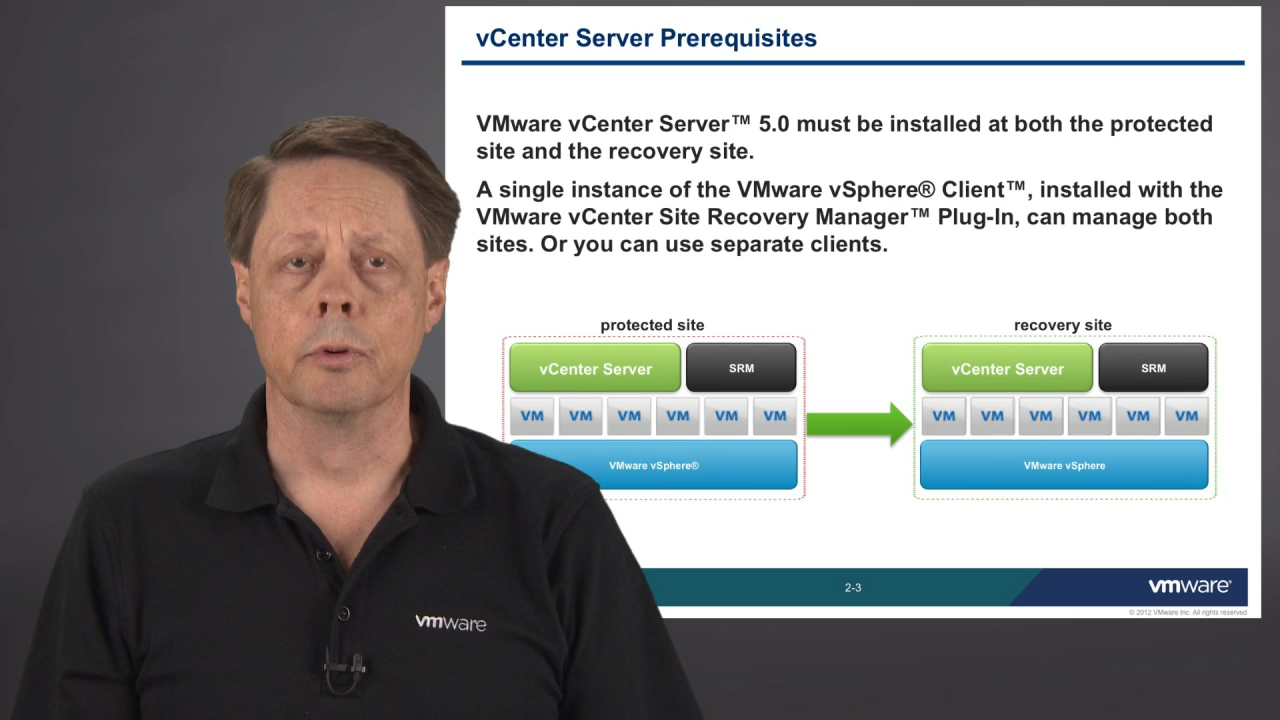 vCenter Server Prerequisites
VMware vCenter Server™ 5.0 must be installed at both the protected
site and the recovery site.
A single instance of the VMware vSphere® Client™, installed with the
VMware vCenter Site Recovery Manager™ Plug-In, can manage both
sites. Or you can use separate clients.
protected site
recovery site
vCenter Server SRM
vCenter Server SRM
VM VM VM VM VM VM
VM VM VM VM VM VM
VMware vSphere®
VMware vSphere
vmware
2-3
vmware®
© 2012 VMware Inc. All rights reserved